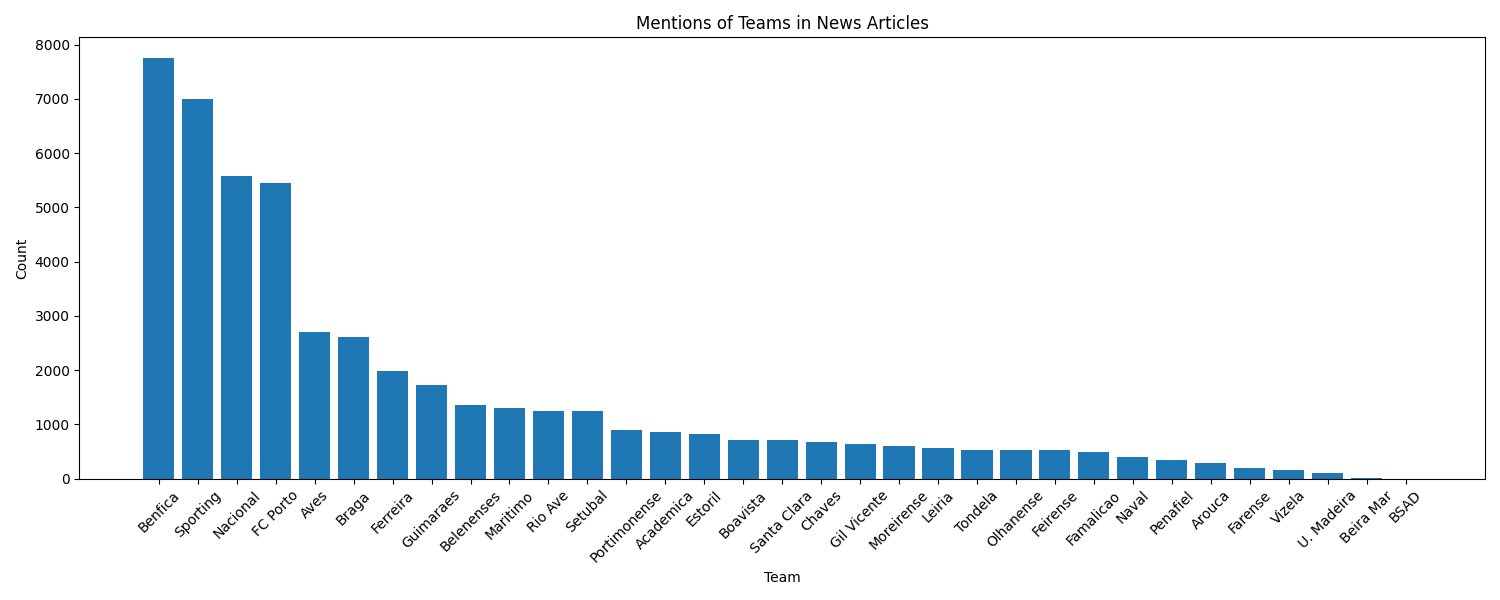 Mentions of Teams in News Articles
Count
8000
7000
6000
5000
4000
3000
2000
1000
0
Benfica
Sporting
Nacional
FC Porto
Aves
Braga
Ferreira
Guimaraes
Belenenses
Maritimo
Rio Ave
Setubal
Portimonense
Academica
Estoril
Boavista
Santa Clara
Chaves
Gil Vicente
Moreirense
Leiria
Tondela
Olhanense
Feirense
Famalicao
Naval
Penafiel
Arouca
Farense
Vizela
U. Madeira
Beira Mar
BSAD
Team